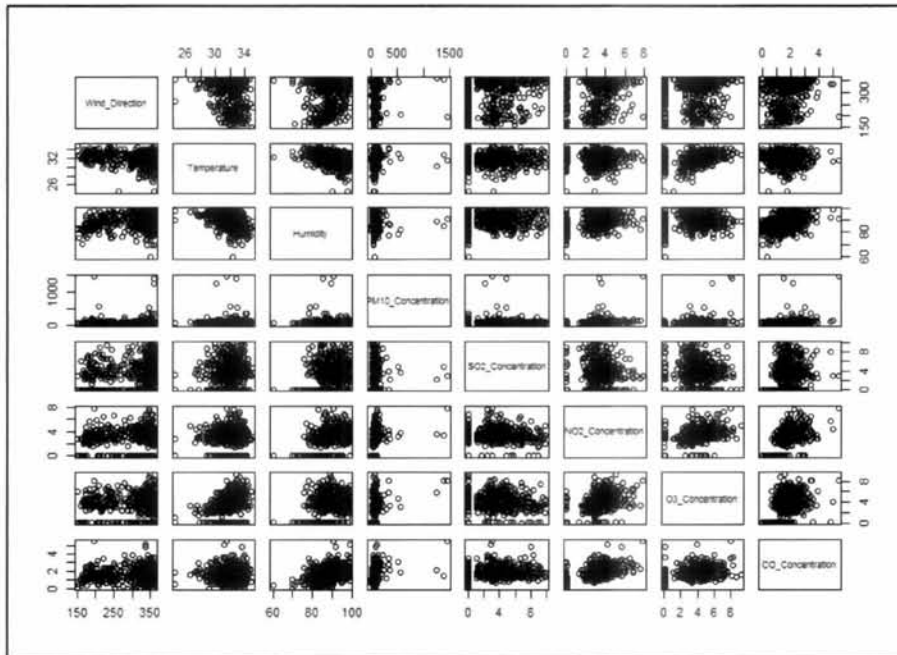 26 30 34
0 500 1500
0 2 4 6 8
0 2 4
Wind_Direction
150 300
26 32
Temperature
Humidity
60 80
0 1000
PM10_Concentration
SO2_Concentration
0 4 8
0 4 8
NO2_Concentration
O3_Concentration
0 4 8
0 2 4
CO_Concentration
150 250 350
60 80 100
0 4 8
0 2 4 6 8